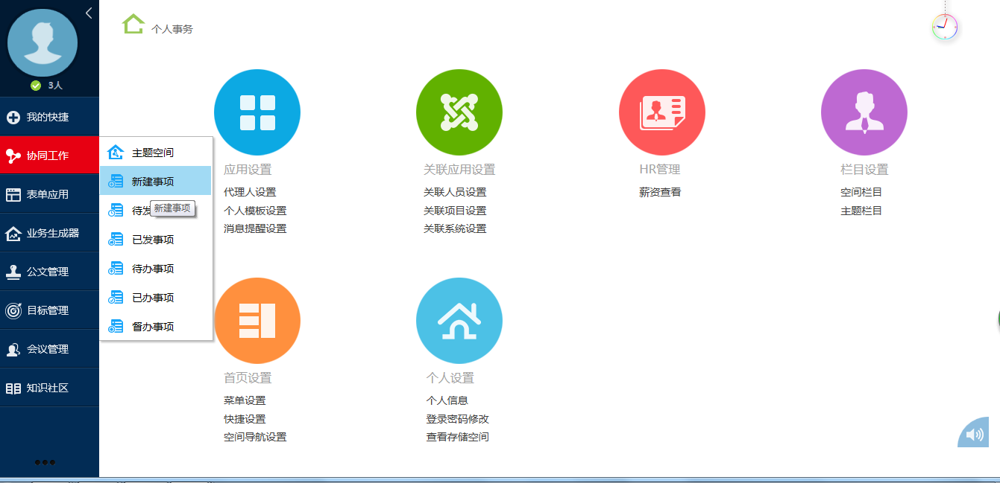 3人
我的快捷
协同工作
表单应用
业务生成器
公文管理
目标管理
会议管理
知识社区
主题空间
新建事项
待发
新建事项
已发事项
待办事项
已办事项
督办事项
个人事务
应用设置
代理人设置
个人模板设置
消息提醒设置
关联应用设置
关联人员设置
关联项目设置
关联系统设置
HR管理
薪资查看
栏目设置
空间栏目
主题栏目
首页设置
菜单设置
快捷设置
空间导航设置
个人设置
个人信息
登录密码修改
查看存储空间